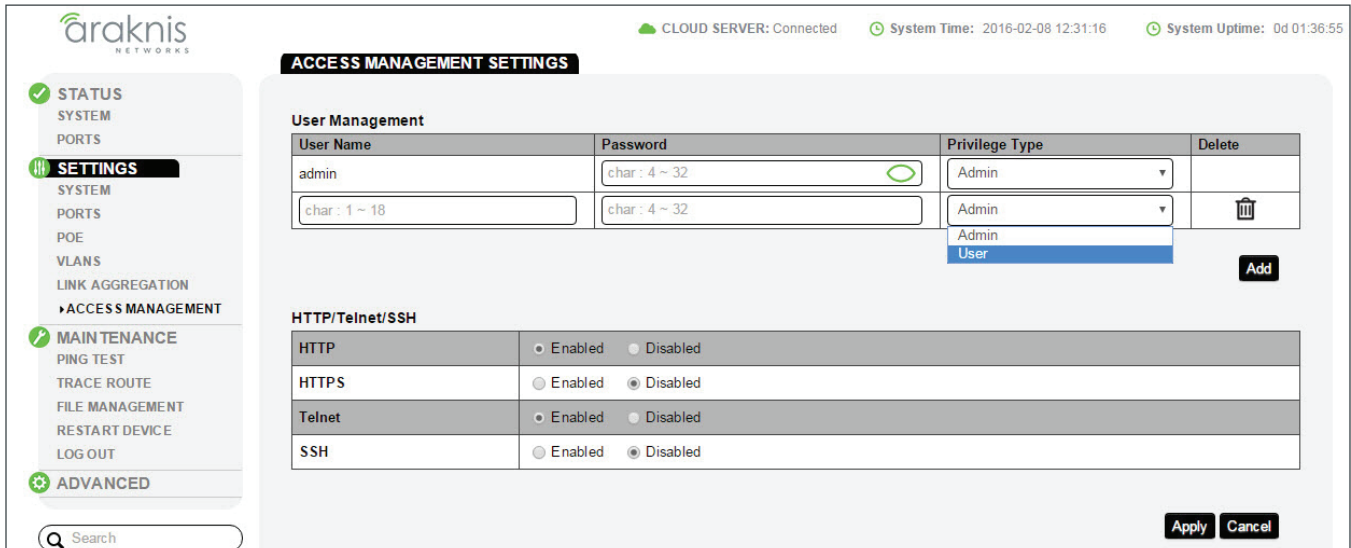 araknis
NETWORKS
CLOUD SERVER: Connected System Time: 2016-02-08 12:31:16 System Uptime: 0d 01:36:55
ACCESS MANAGEMENT SETTINGS
STATUS
SYSTEM
PORTS
SETTINGS
SYSTEM
PORTS
POE
VLANS
LINK AGGREGATION
ACCESS MANAGEMENT
MAINTENANCE
PING TEST
TRACE ROUTE
FILE MANAGEMENT
RESTART DEVICE
LOG OUT
ADVANCED
Search
User Management
User Name Password Privilege Type Delete
admin char : 4 ~ 32 Admin
char : 1 ~ 18 char : 4 ~ 32 Admin
Admin
User
Add
HTTP/Telnet/SSH
HTTP Enabled Disabled
HTTPS Enabled Disabled
Telnet Enabled Disabled
SSH Enabled Disabled
Apply Cancel